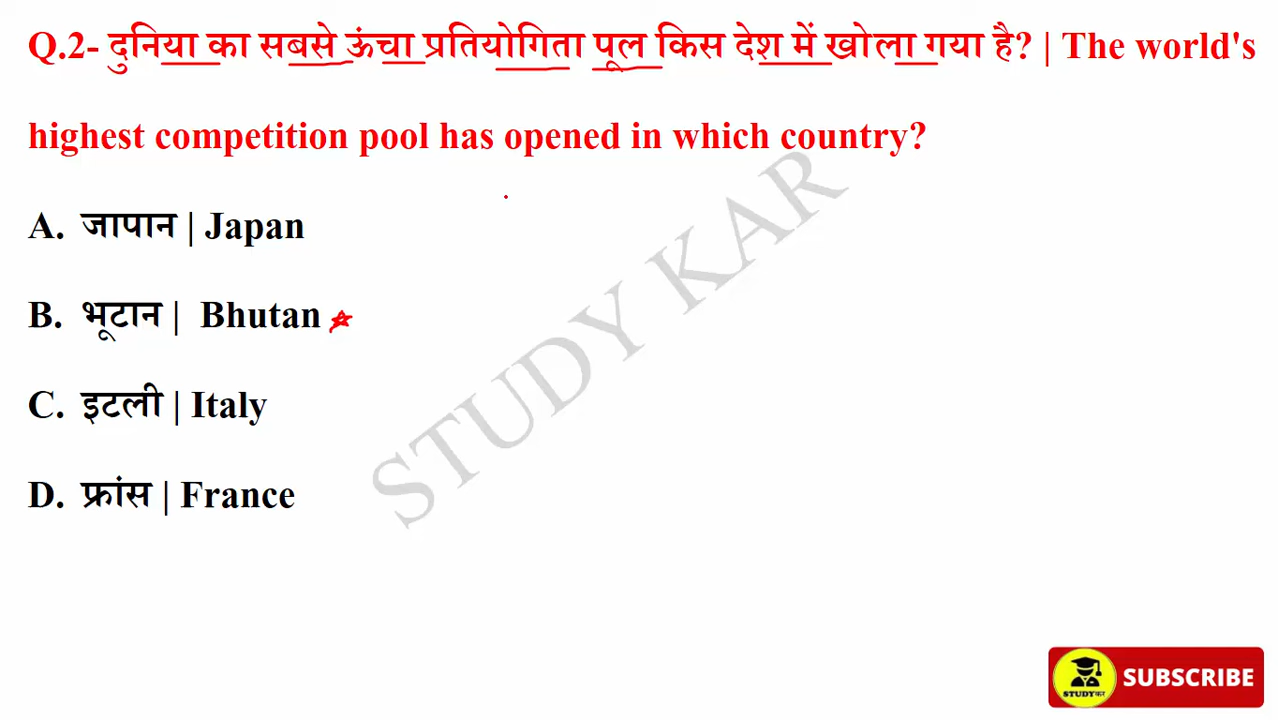 Q.2- दुनिया का सबसे ऊंचा प्रतियोगिता पूल किस देश में खोला गया है? | The world's
highest competition pool has opened in which country?
A. जापान | Japan
B. भूटान | Bhutan
C. इटली | Italy
D. फ्रांस | France
STUDY KAR
STUDYकर
SUBSCRIBE